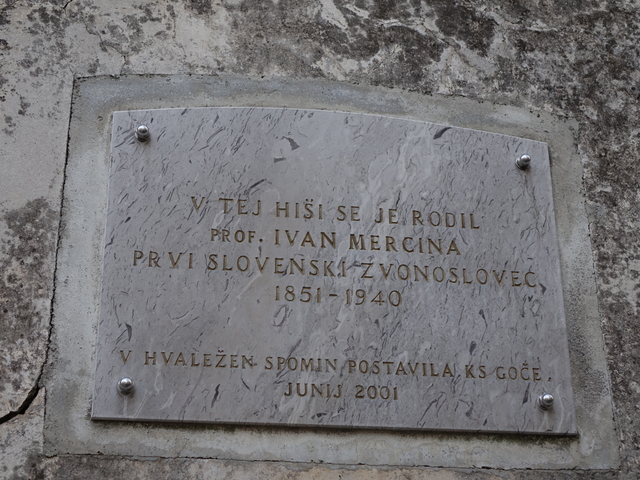 V TEJ HIŠI SE JE RODIL
PROF. IVAN MERCINA
PRVI SLOVENSKI ZVONOSLOVEC
1851-1940
V HVALEŽEN SPOMIN POSTAVILA KS GOČE,
JUNIJ 2001